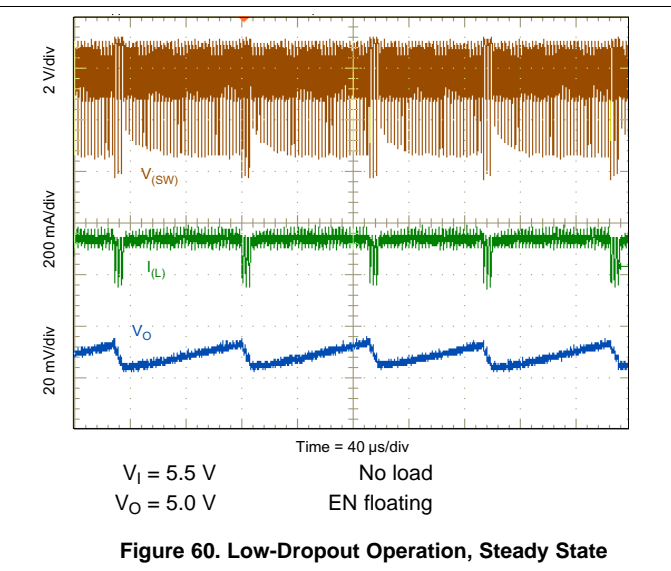 2 V/div
V(SW)
200 mA/div
I(L)
VO
20 mV/div
Time = 40 µs/div
VI = 5.5 V No load
VO = 5.0 V EN floating
Figure 60. Low-Dropout Operation, Steady State